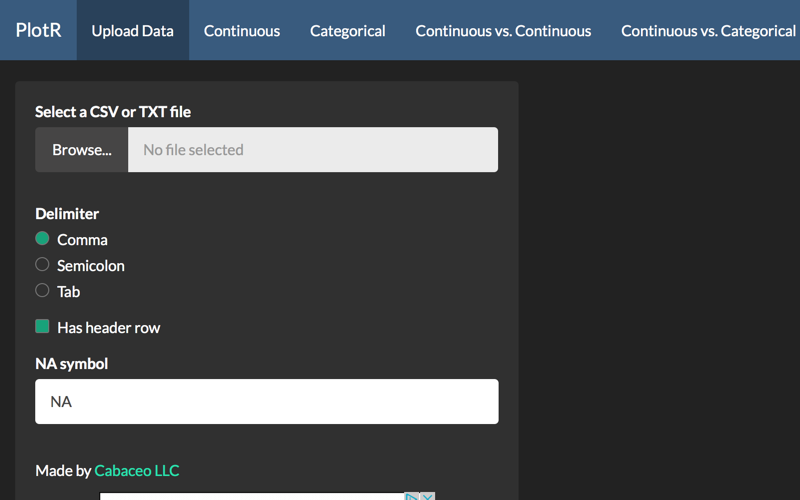 PlotR Upload Data Continuous Categorical Continuous vs. Continuous Continuous vs. Categorical
Select a CSV or TXT file
Browse... No file selected
Delimiter
Comma
Semicolon
Tab
Has header row
NA symbol
NA
Made by Cabaceo LLC